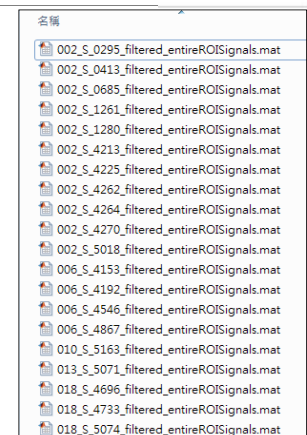 名稱
002_S_0295_filtered_entireROISignals.mat
002_S_0413_filtered_entireROISignals.mat
002_S_0685_filtered_entireROISignals.mat
002_S_1261_filtered_entireROISignals.mat
002_S_1280_filtered_entireROISignals.mat
002_S_4213_filtered_entireROISignals.mat
002_S_4225_filtered_entireROISignals.mat
002_S_4262_filtered_entireROISignals.mat
002_S_4264_filtered_entireROISignals.mat
002_S_4270_filtered_entireROISignals.mat
002_S_5018_filtered_entireROISignals.mat
006_S_4153_filtered_entireROISignals.mat
006_S_4192_filtered_entireROISignals.mat
006_S_4546_filtered_entireROISignals.mat
006_S_4867_filtered_entireROISignals.mat
010_S_5163_filtered_entireROISignals.mat
013_S_5071_filtered_entireROISignals.mat
018_S_4696_filtered_entireROISignals.mat
018_S_4733_filtered_entireROISignals.mat
018_S_5074_filtered_entireROISignals.mat